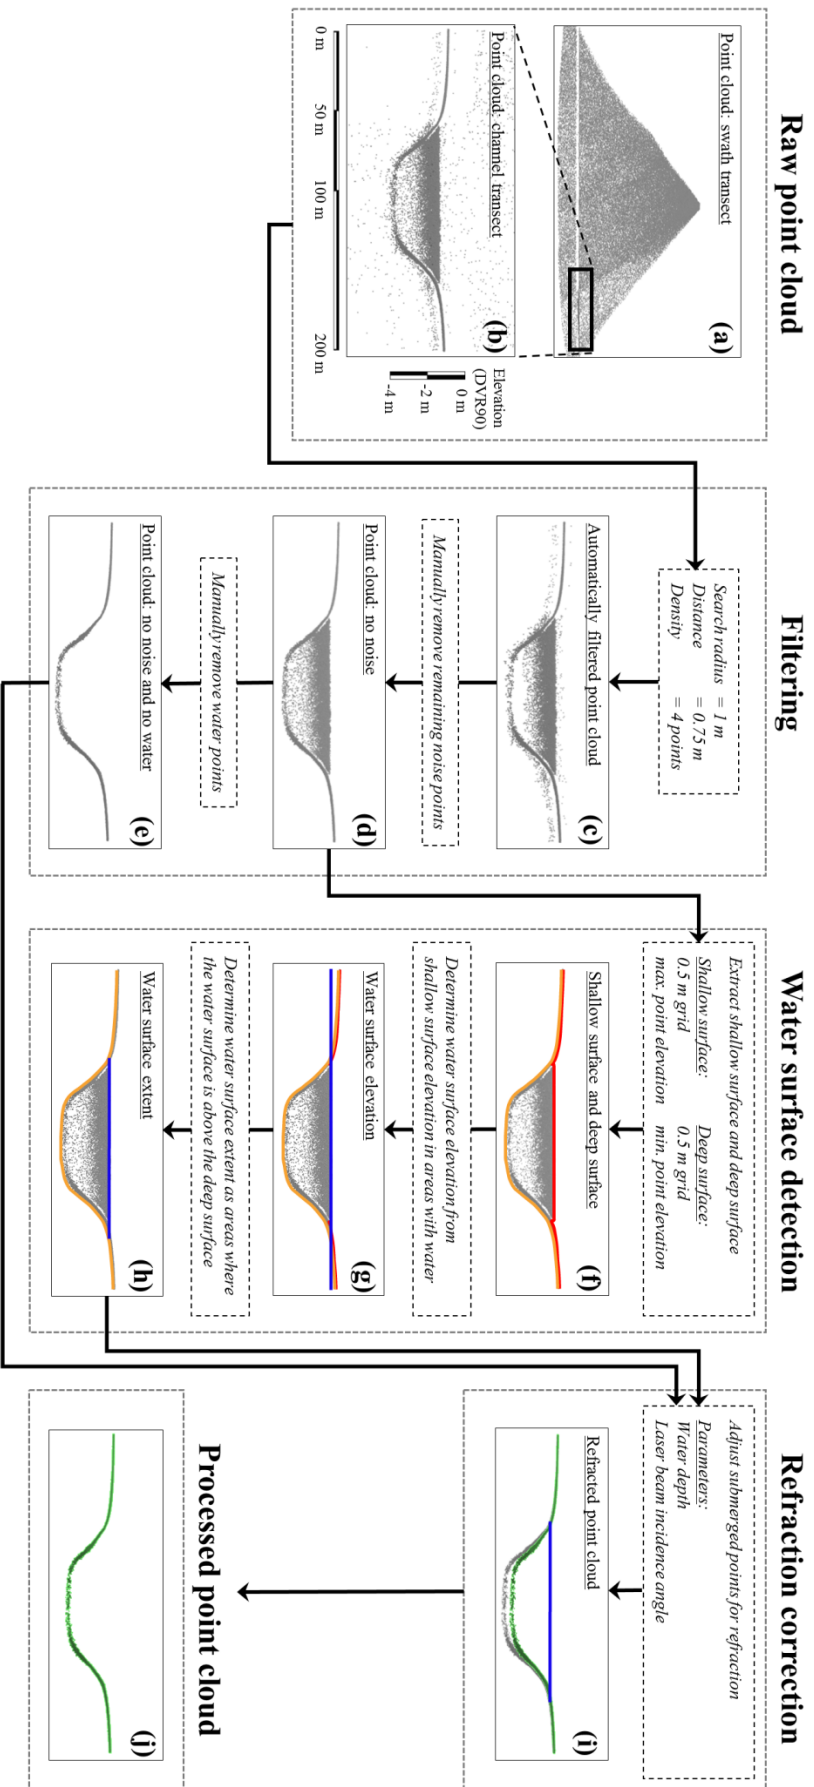 Raw point cloud
Point cloud: swath transect
(a)
Point cloud: channel transect
(b)
0 m
50 m
100 m
200 m
Elevation
(DVR90)
0 m
-2 m
-4 m
Filtering
Search radius = 1 m
Distance = 0.75 m
Density = 4 points
Automatically filtered point cloud
(c)
Manually remove remaining noise points
Point cloud: no noise
(d)
Manually remove water points
Point cloud: no noise and no water
(e)
Water surface detection
Extract shallow surface and deep surface
Shallow surface: Deep surface:
0.5 m grid 0.5 m grid
max. point elevation min. point elevation
Shallow surface and deep surface
(f)
Determine water surface elevation from
shallow surface elevation in areas with water
Water surface elevation
(g)
Determine water surface extent as areas where
the water surface is above the deep surface
Water surface extent
(h)
Refraction correction
Adjust submerged points for refraction
Parameters:
Water depth
Laser beam incidence angle
Refracted point cloud
(i)
Processed point cloud
(j)